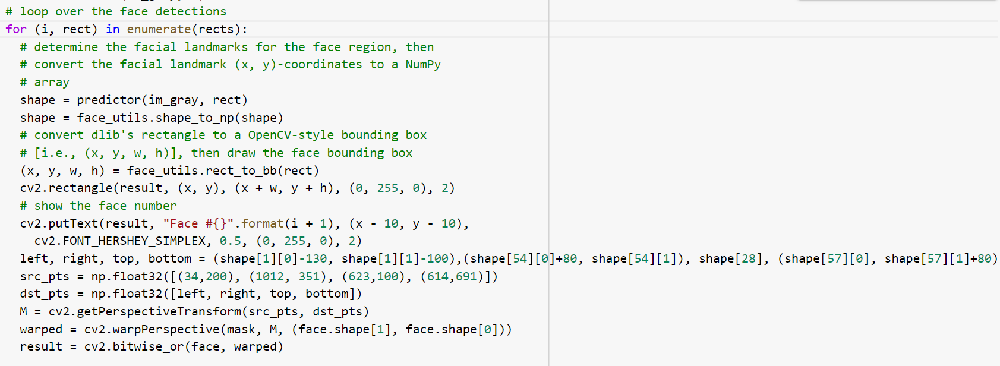 # loop over the face detections
for (i, rect) in enumerate(rects):
  # determine the facial landmarks for the face region, then
  # convert the facial landmark (x, y)-coordinates to a NumPy
  # array
  shape = predictor(im_gray, rect)
  shape = face_utils.shape_to_np(shape)
  # convert dlib's rectangle to a OpenCV-style bounding box
  # [i.e., (x, y, w, h)], then draw the face bounding box
  (x, y, w, h) = face_utils.rect_to_bb(rect)
  cv2.rectangle(result, (x, y), (x + w, y + h), (0, 255, 0), 2)
  # show the face number
  cv2.putText(result, "Face #{}".format(i + 1), (x - 10, y - 10),
    cv2.FONT_HERSHEY_SIMPLEX, 0.5, (0, 255, 0), 2)
  left, right, top, bottom = (shape[1][0]-130, shape[1][1]-100),(shape[54][0]+80, shape[54][1]), shape[28], (shape[57][0], shape[57][1]+80)
  src_pts = np.float32([(34,200), (1012, 351), (623,100), (614,691)])
  dst_pts = np.float32([left, right, top, bottom])
  M = cv2.getPerspectiveTransform(src_pts, dst_pts)
  warped = cv2.warpPerspective(mask, M, (face.shape[1], face.shape[0]))
  result = cv2.bitwise_or(face, warped)